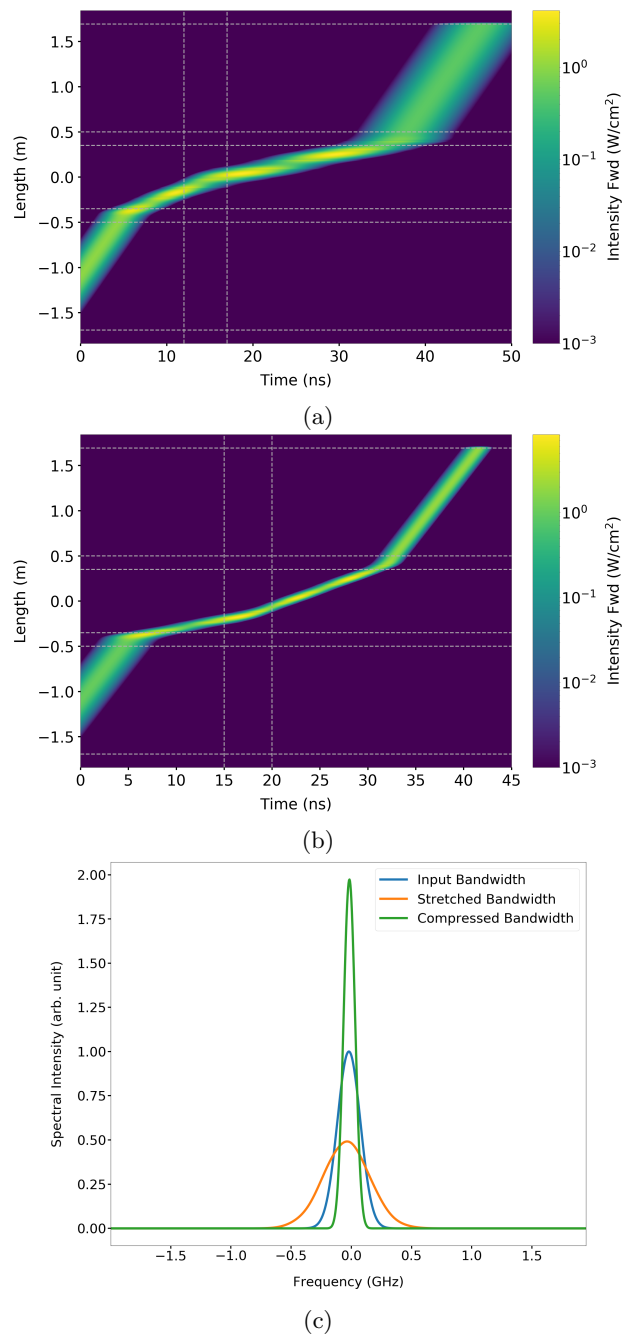 1.5
1.0
0.5
0.0
−0.5
−1.0
−1.5
Length (m)
0 10 20 30 40 50
Time (ns)
10⁰
10⁻¹
10⁻²
10⁻³
Intensity Fwd (W/cm²)
(a)
1.5
1.0
0.5
0.0
−0.5
−1.0
−1.5
Length (m)
0 5 10 15 20 25 30 35 40 45
Time (ns)
10⁰
10⁻¹
10⁻²
10⁻³
Intensity Fwd (W/cm²)
(b)
2.00
1.75
1.50
1.25
1.00
0.75
0.50
0.25
0.00
Spectral Intensity (arb. unit)
Input Bandwidth
Stretched Bandwidth
Compressed Bandwidth
−1.5 −1.0 −0.5 0.0 0.5 1.0 1.5
Frequency (GHz)
(c)